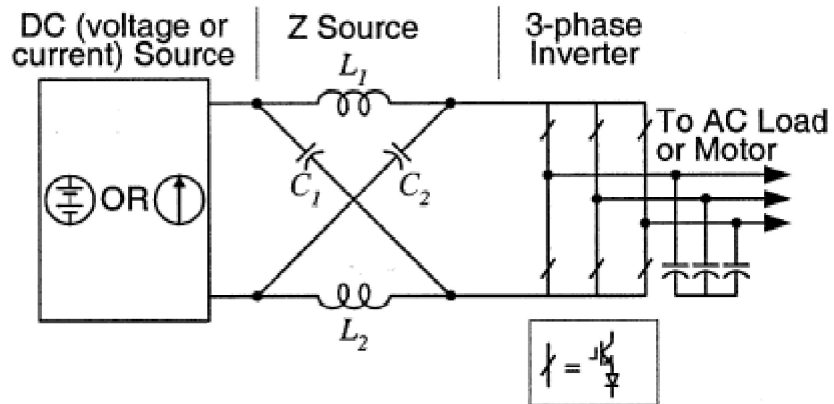 DC (voltage or
current) Source
Z Source
3-phase
Inverter
L1
To AC Load
or Motor
C1
C2
OR
L2
=